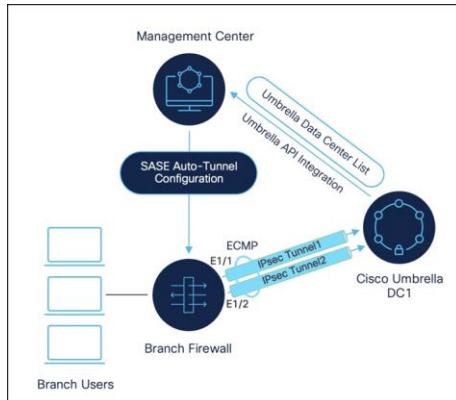 Management Center
Umbrella Data Center List
Umbrella API Integration
SASE Auto-Tunnel
Configuration
ECMP
E1/1
IPsec Tunnel1
IPsec Tunnel2
E1/2
Cisco Umbrella
DC1
Branch Firewall
Branch Users